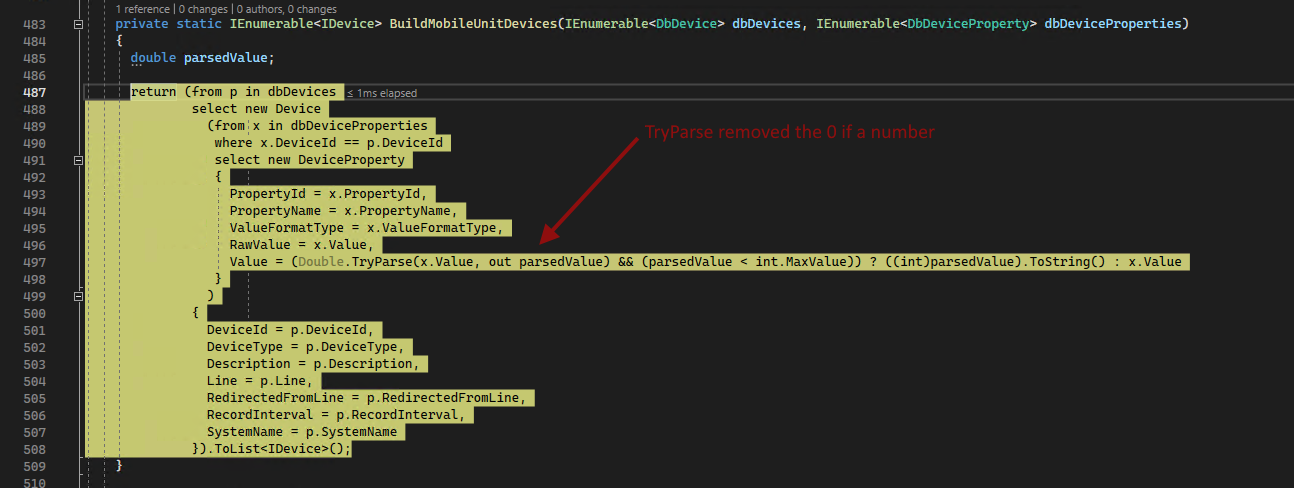 1 reference | 0 changes | 0 authors, 0 changes
483 private static IEnumerable<IDevice> BuildMobileUnitDevices(IEnumerable<DbDevice> dbDevices, IEnumerable<DbDeviceProperty> dbDeviceProperties)
484 {
485 double parsedValue;
486
487 return (from p in dbDevices ≤ 1ms elapsed
488 select new Device
TryParse removed the 0 if a number
489 (from x in dbDeviceProperties
490 where x.DeviceId == p.DeviceId
491 select new DeviceProperty
492 {
493 PropertyId = x.PropertyId,
494 PropertyName = x.PropertyName,
495 ValueFormatType = x.ValueFormatType,
496 RawValue = x.Value,
497 Value = (Double.TryParse(x.Value, out parsedValue) && (parsedValue < int.MaxValue)) ? ((int)parsedValue).ToString() : x.Value
498 }
499 )
500 {
501 DeviceId = p.DeviceId,
502 DeviceType = p.DeviceType,
503 Description = p.Description,
504 Line = p.Line,
505 RedirectedFromLine = p.RedirectedFromLine,
506 RecordInterval = p.RecordInterval,
507 SystemName = p.SystemName
508 }).ToList<IDevice>();
509 }
510